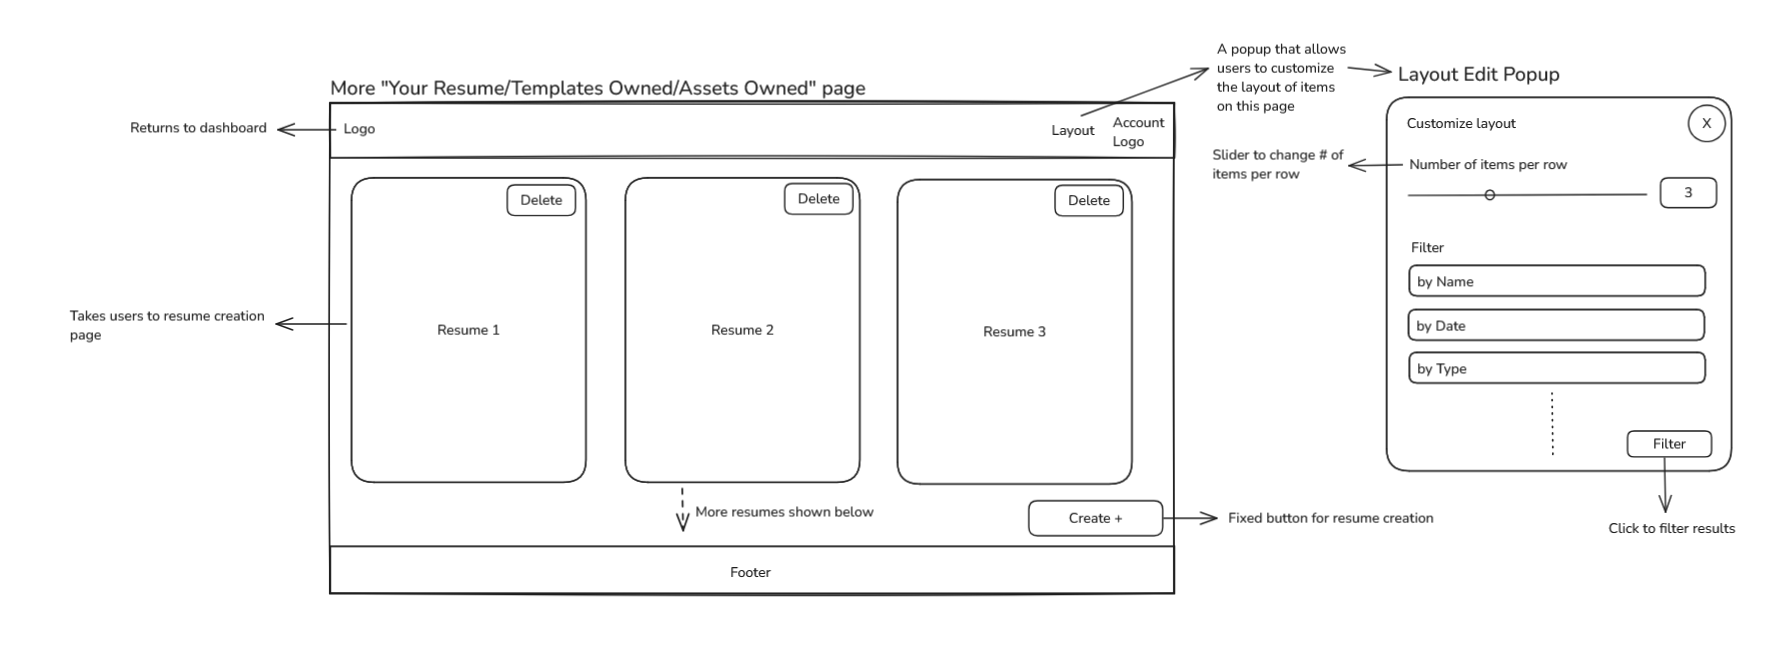 A popup that allows
users to customize
the layout of items
on this page
Layout Edit Popup
More "Your Resume/Templates Owned/Assets Owned" page
Returns to dashboard
Logo
Layout
Account
Logo
Customize layout
X
Slider to change # of
items per row
Number of items per row
3
Delete
Delete
Delete
Filter
by Name
by Date
by Type
Takes users to resume creation
page
Resume 1
Resume 2
Resume 3
Filter
More resumes shown below
Create +
Fixed button for resume creation
Click to filter results
Footer